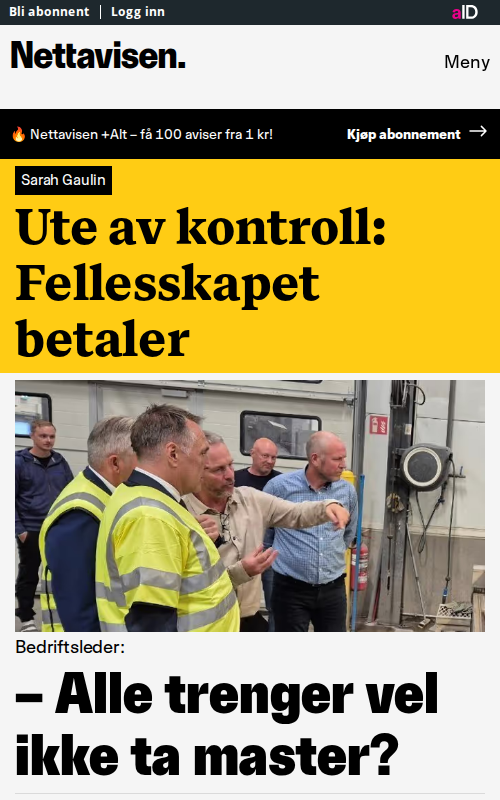 Bli abonnent | Logg inn
aID
Nettavisen.
Meny
🔥 Nettavisen +Alt – få 100 aviser fra 1 kr!
Kjøp abonnement →
Sarah Gaulin
Ute av kontroll:
Fellesskapet
betaler
Bedriftsleder:
– Alle trenger vel
ikke ta master?